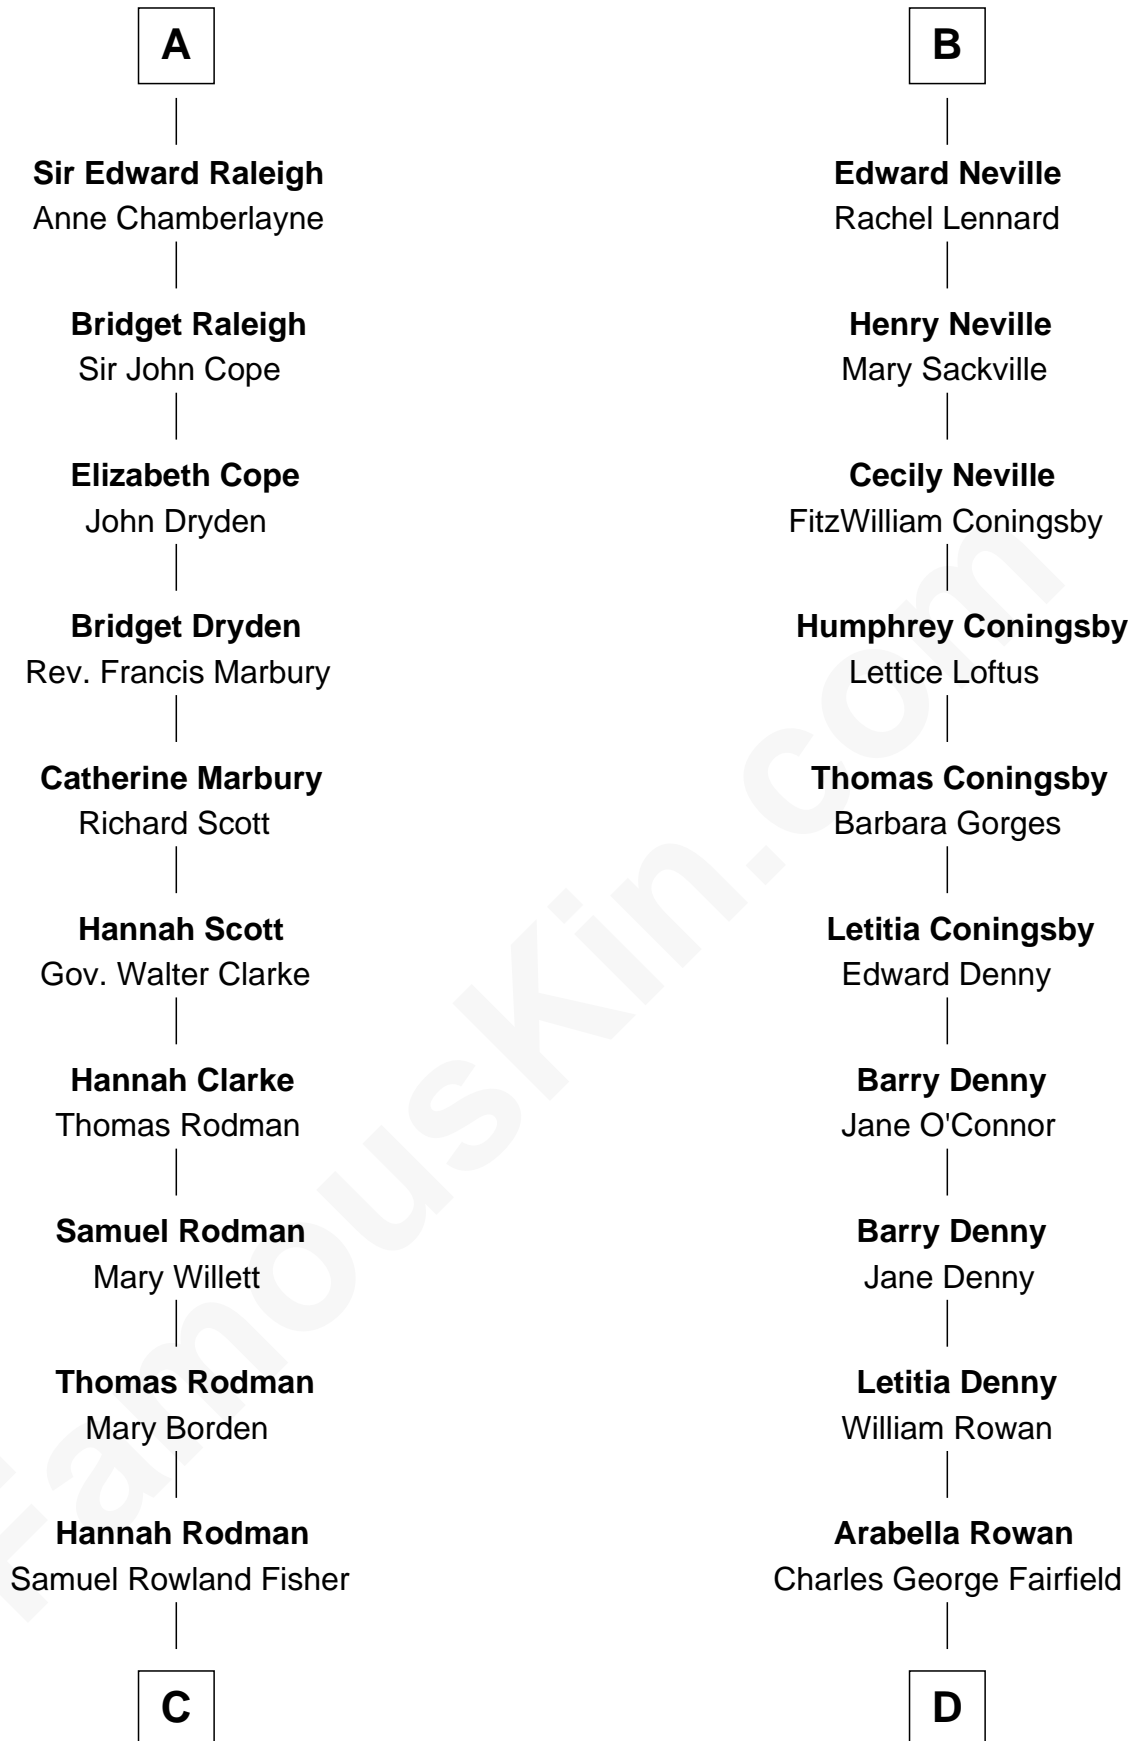 A
Sir Edward Raleigh
Anne Chamberlayne
Bridget Raleigh
Sir John Cope
Elizabeth Cope
John Dryden
Bridget Dryden
Rev. Francis Marbury
Catherine Marbury
Richard Scott
Hannah Scott
Gov. Walter Clarke
Hannah Clarke
Thomas Rodman
Samuel Rodman
Mary Willett
Thomas Rodman
Mary Borden
Hannah Rodman
Samuel Rowland Fisher
C
B
Edward Neville
Rachel Lennard
Henry Neville
Mary Sackville
Cecily Neville
FitzWilliam Coningsby
Humphrey Coningsby
Lettice Loftus
Thomas Coningsby
Barbara Gorges
Letitia Coningsby
Edward Denny
Barry Denny
Jane O'Connor
Barry Denny
Jane Denny
Letitia Denny
William Rowan
Arabella Rowan
Charles George Fairfield
D
FamousKin.com